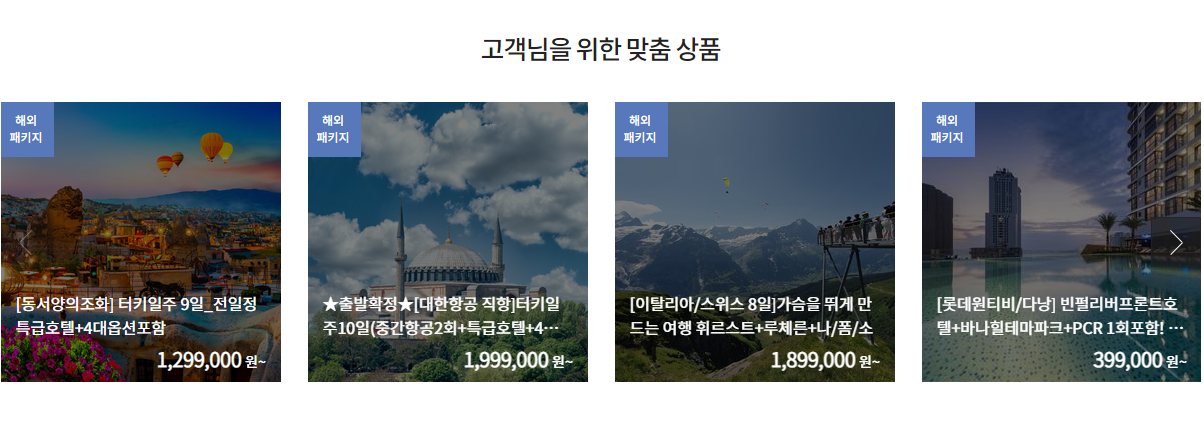 고객님을 위한 맞춤 상품
해외
패키지
[동서양의조화] 터키일주 9일_전일정
특급호텔+4대옵션포함
1,299,000 원~
해외
패키지
★출발확정★[대한항공 직항]터키일
주10일(중간항공2회+특급호텔+4…
1,999,000 원~
해외
패키지
[이탈리아/스위스 8일]가슴을 뛰게 만
드는 여행 휘르스트+루체른+나/폼/소
1,899,000 원~
해외
패키지
[롯데원티비/다낭] 빈펄리버프론트호
텔+바나힐테마파크+PCR 1회포함! …
399,000 원~